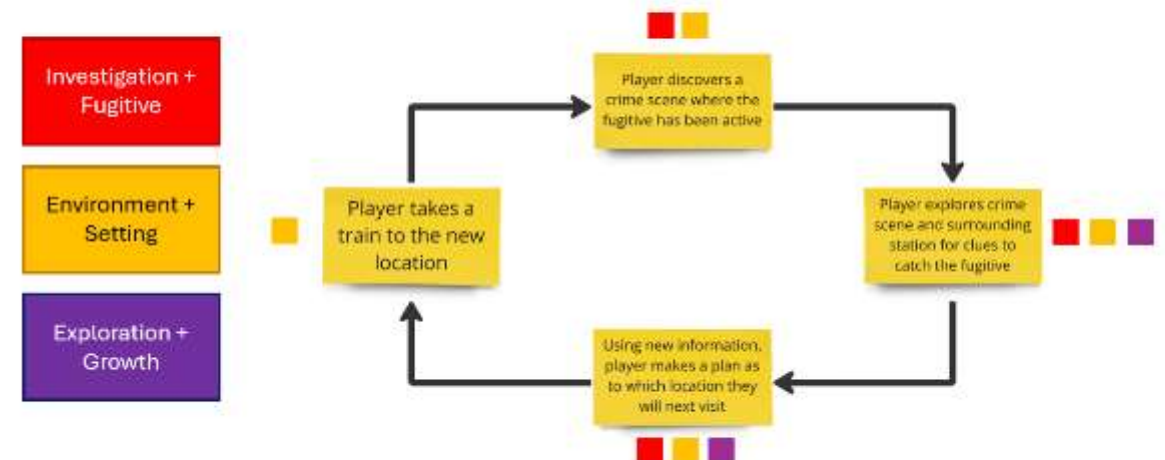 Investigation +
Fugitive
Environment +
Setting
Exploration +
Growth
Player discovers a
crime scene where the
fugitive has been active
Player explores crime
scene and surrounding
station for clues to
catch the fugitive
Using new information,
player makes a plan as
to which location they
will next visit
Player takes a
train to the new
location